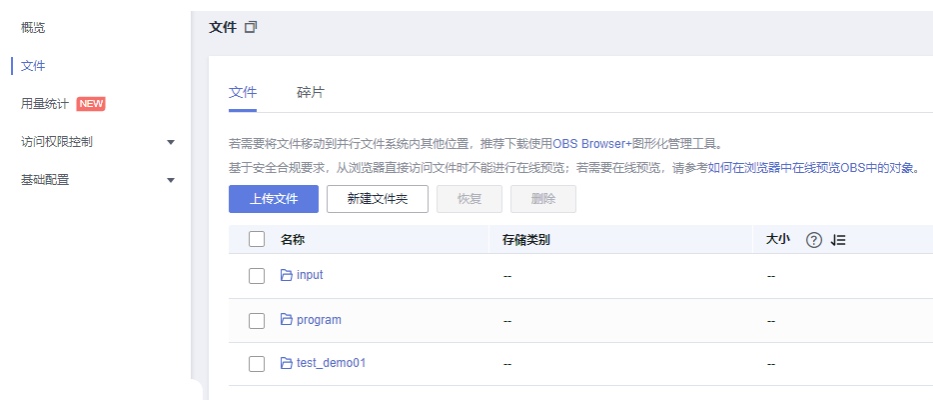 概览
文件
用量统计 NEW
访问权限控制
基础配置
文件
文件 碎片
若需要将文件移动到并行文件系统内其他位置，推荐下载使用OBS Browser+图形化管理工具。
基于安全合规要求，从浏览器直接访问文件时不能进行在线预览；若需要在线预览，请参考如何在浏览器中在线预览OBS中的对象。
上传文件 新建文件夹 恢复 删除
名称 存储类别 大小 ?
input -- --
program -- --
test_demo01 -- --